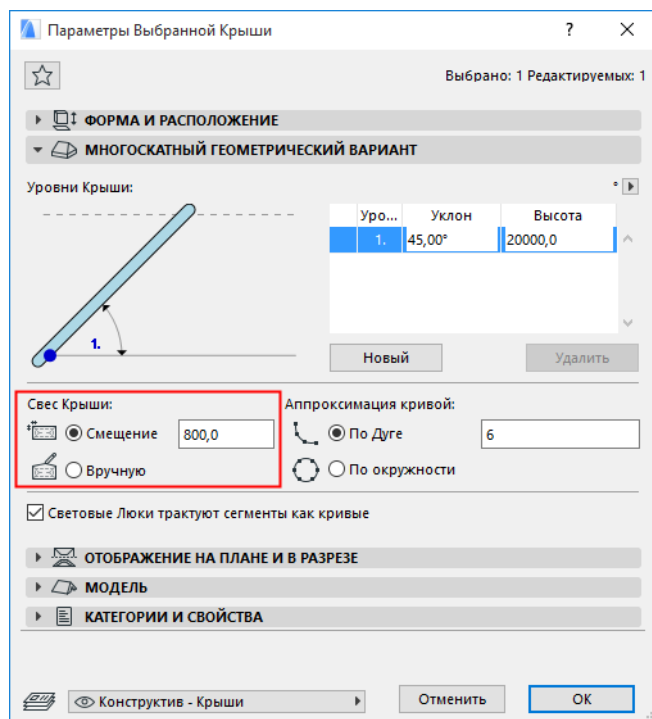 Параметры Выбранной Крыши ?
Выбрано: 1 Редактируемых: 1
ФОРМА И РАСПОЛОЖЕНИЕ
МНОГОСКАТНЫЙ ГЕОМЕТРИЧЕСКИЙ ВАРИАНТ
Уровни Крыши: °
Уро... Уклон Высота
1. 45,00° 20000,0
1.
Новый Удалить
Свес Крыши: Аппроксимация кривой:
Смещение 800,0 По Дуге 6
Вручную По окружности
Световые Люки трактуют сегменты как кривые
ОТОБРАЖЕНИЕ НА ПЛАНЕ И В РАЗРЕЗЕ
МОДЕЛЬ
КАТЕГОРИИ И СВОЙСТВА
Конструктив - Крыши Отменить OK